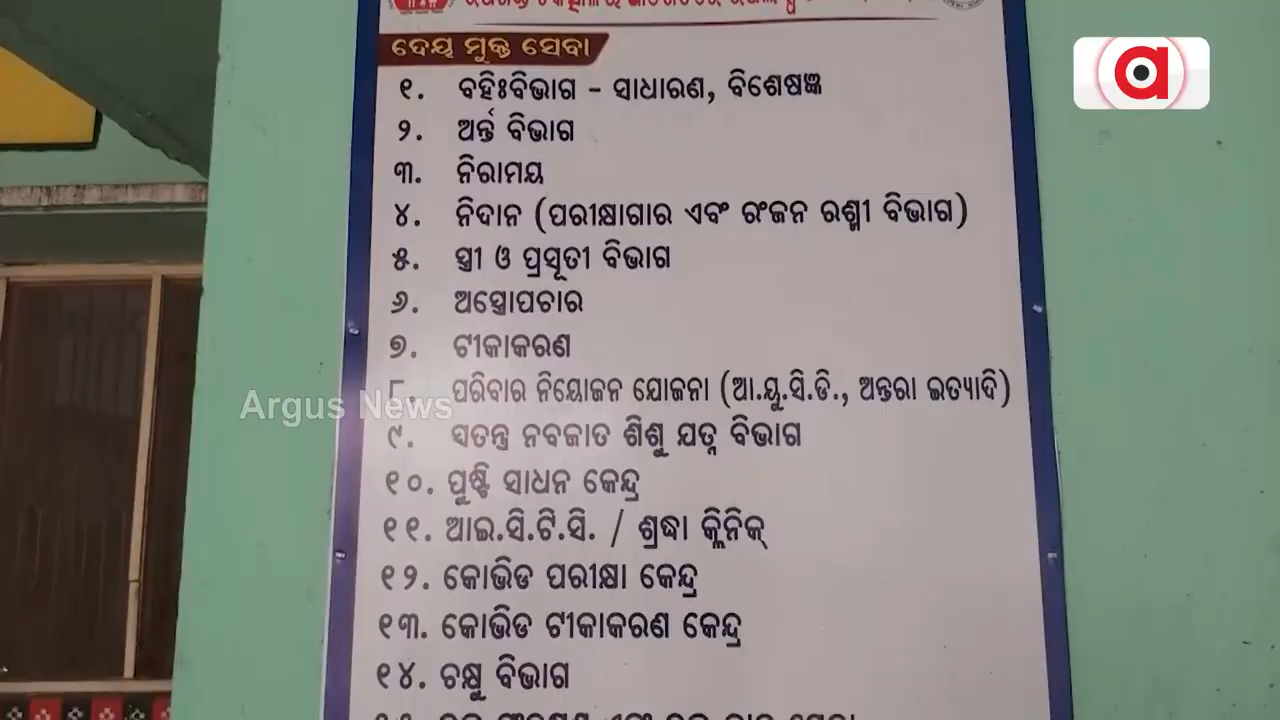 ଦେୟ ମୁକ୍ତ ସେବା
୧. ବହିଃବିଭାଗ - ସାଧାରଣ, ବିଶେଷଜ୍ଞ
୨. ଅର୍ନ୍ତ ବିଭାଗ
୩. ନିରାମୟ
୪. ନିଦାନ (ପରୀକ୍ଷାଗାର ଏବଂ ରଂଜନ ରଶ୍ମୀ ବିଭାଗ)
୫. ସ୍ତ୍ରୀ ଓ ପ୍ରସୂତୀ ବିଭାଗ
୬. ଅସ୍ତ୍ରୋପଚାର
୭. ଟୀକାକରଣ
୮. ପରିବାର ନିୟୋଜନ ଯୋଜନା (ଆ.ୟୁ.ସି.ଡି., ଅନ୍ତରା ଇତ୍ୟାଦି)
Argus News
୯. ସତନ୍ତ୍ର ନବଜାତ ଶିଶୁ ଯତ୍ନ ବିଭାଗ
୧୦. ପୁଷ୍ଟି ସାଧନ କେନ୍ଦ୍ର
୧୧. ଆଇ.ସି.ଟି.ସି. / ଶ୍ରଦ୍ଧା କ୍ଲିନିକ୍
୧୨. କୋଭିଡ ପରୀକ୍ଷା କେନ୍ଦ୍ର
୧୩. କୋଭିଡ ଟୀକାକରଣ କେନ୍ଦ୍ର
୧୪. ଚକ୍ଷୁ ବିଭାଗ